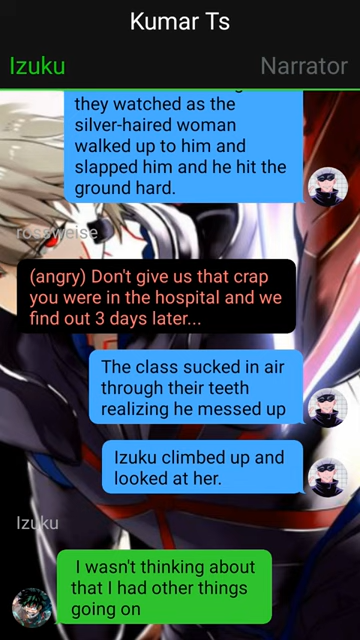 Kumar Ts
Izuku Narrator
they watched as the
silver-haired woman
walked up to him and
slapped him and he hit the
ground hard.
rossweise
(angry) Don't give us that crap
you were in the hospital and we
find out 3 days later...
The class sucked in air
through their teeth
realizing he messed up
Izuku climbed up and
looked at her.
Izuku
I wasn't thinking about
that I had other things
going on